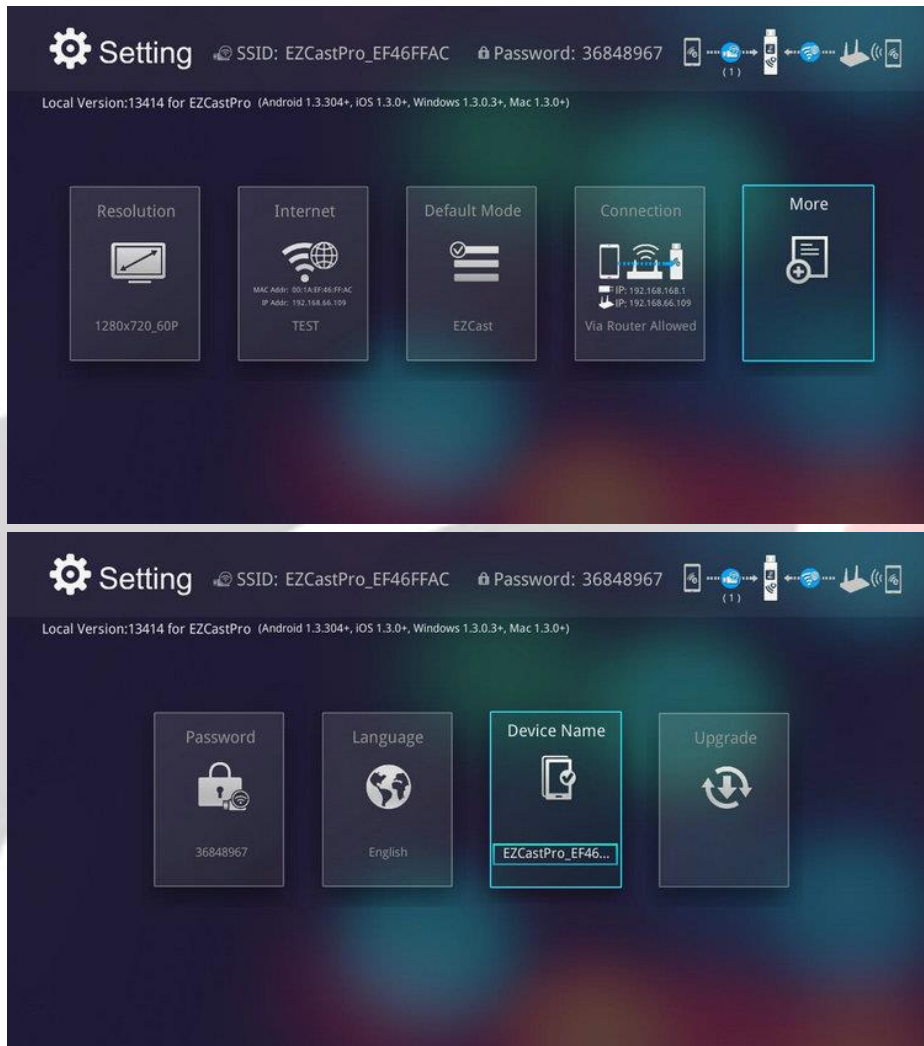 Setting SSID: EZCastPro_EF46FFAC Password: 36848967
(1)
Local Version:13414 for EZCastPro (Android 1.3.304+, iOS 1.3.0+, Windows 1.3.0.3+, Mac 1.3.0+)
Resolution Internet Default Mode Connection More
MAC Addr: 00:1A:EF:46:FF:AC
IP Addr: 192.168.66.109
IP: 192.168.168.1
IP: 192.168.66.109
1280x720_60P TEST EZCast Via Router Allowed
Setting SSID: EZCastPro_EF46FFAC Password: 36848967
(1)
Local Version:13414 for EZCastPro (Android 1.3.304+, iOS 1.3.0+, Windows 1.3.0.3+, Mac 1.3.0+)
Password Language Device Name Upgrade
36848967 English EZCastPro_EF46...